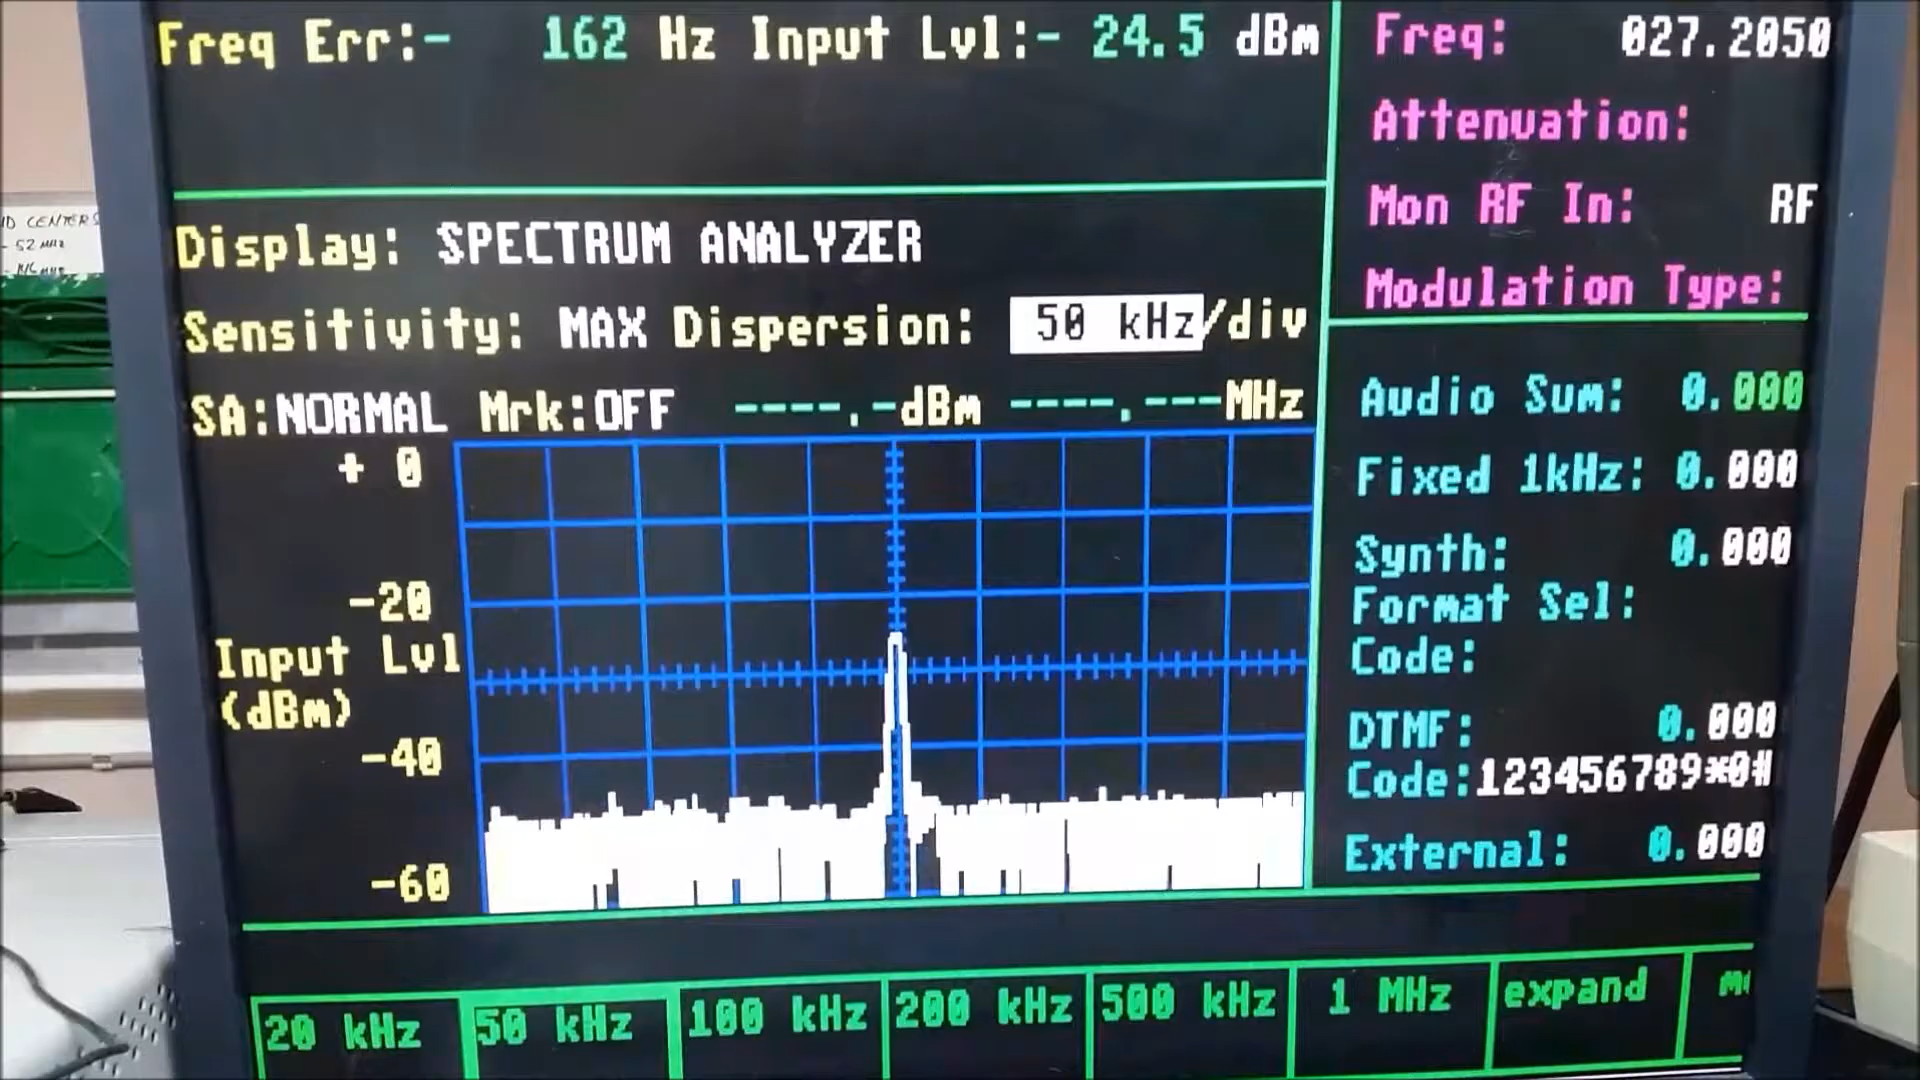 Freq Err:- 162 Hz Input Lvl:- 24.5 dBm
Display: SPECTRUM ANALYZER
Sensitivity: MAX Dispersion: 50 kHz/div
SA:NORMAL Mrk:OFF ----.-dBm ----.---MHz
+ 0
-20
Input Lvl
(dBm)
-40
-60
Freq: 027.2050
Attenuation:
Mon RF In: RF
Modulation Type:
Audio Sum: 0.000
Fixed 1kHz: 0.000
Synth: 0.000
Format Sel:
Code:
DTMF: 0.000
Code:123456789*0#
External: 0.000
20 kHz 50 kHz 100 kHz 200 kHz 500 kHz 1 MHz expand
CENTERS
52 MHz